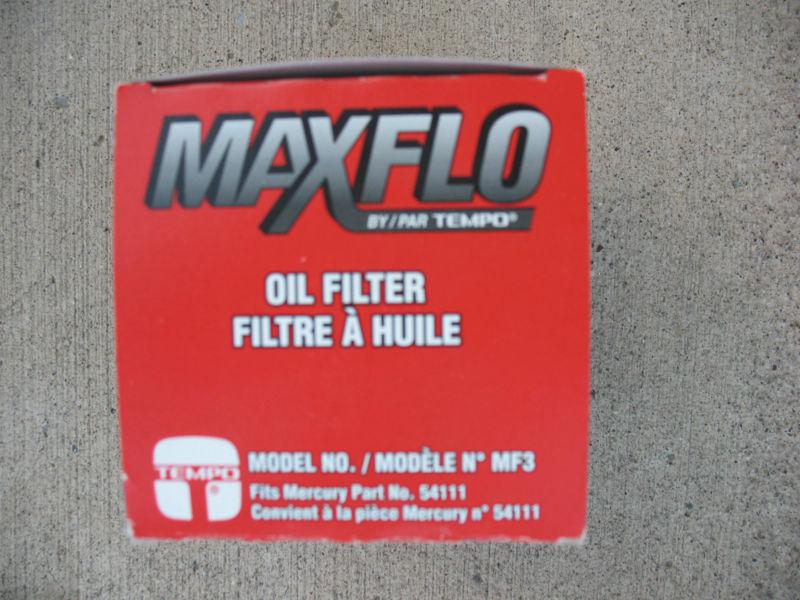 MAXFLO
BY / PAR TEMPO®
OIL FILTER
FILTRE À HUILE
TEMPO
®
MODEL NO. / MODÈLE N° MF3
Fits Mercury Part No. 54111
Convient à la pièce Mercury n° 54111